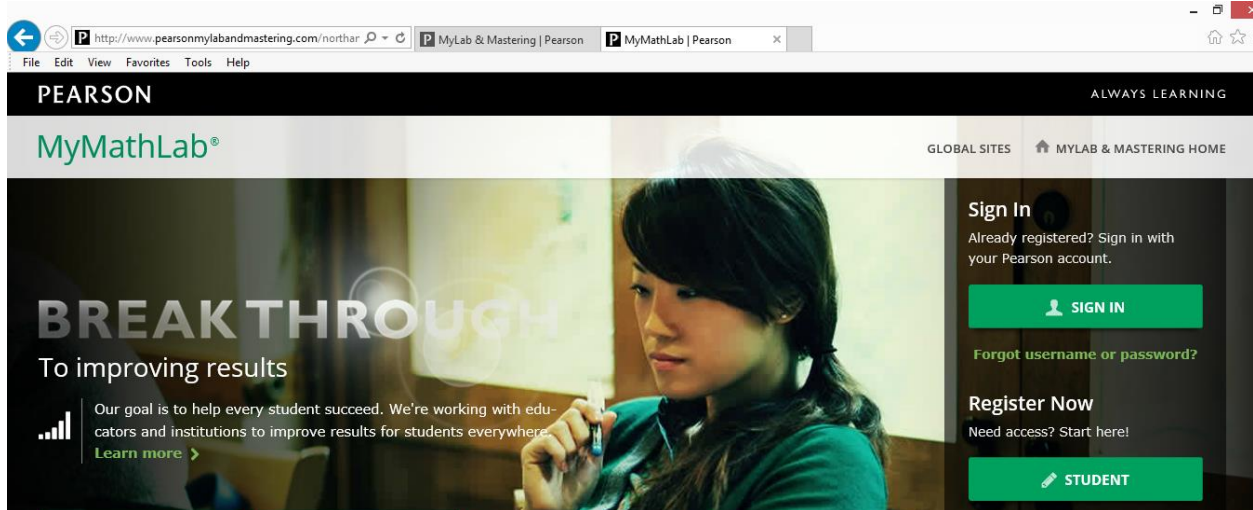 http://www.pearsonmylabandmastering.com/northar
MyLab & Mastering | Pearson
MyMathLab | Pearson
File Edit View Favorites Tools Help
PEARSON
ALWAYS LEARNING
MyMathLab®
GLOBAL SITES
MYLAB & MASTERING HOME
BREAKTHROUGH
To improving results
Our goal is to help every student succeed. We're working with edu-
cators and institutions to improve results for students everywhere.
Learn more
Sign In
Already registered? Sign in with
your Pearson account.
SIGN IN
Forgot username or password?
Register Now
Need access? Start here!
STUDENT